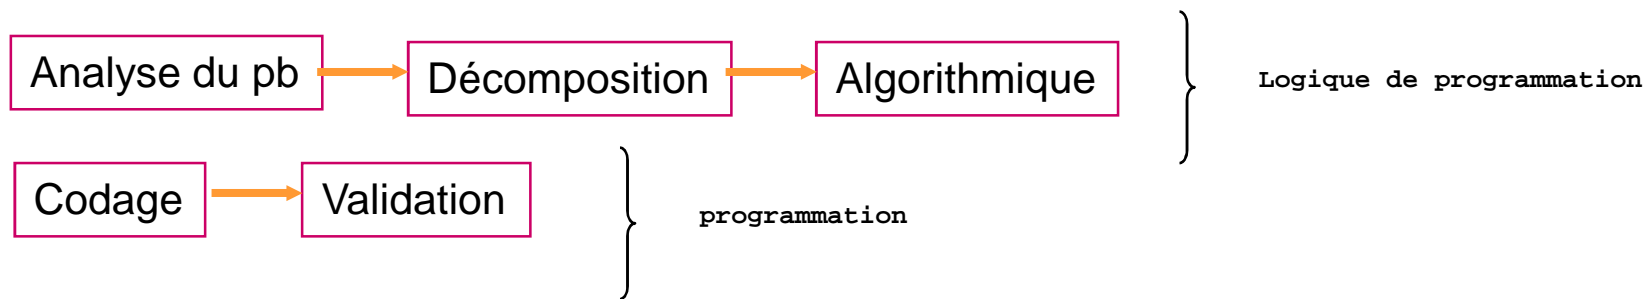 Analyse du pb
Décomposition
Algorithmique
Logique de programmation
Codage
Validation
programmation